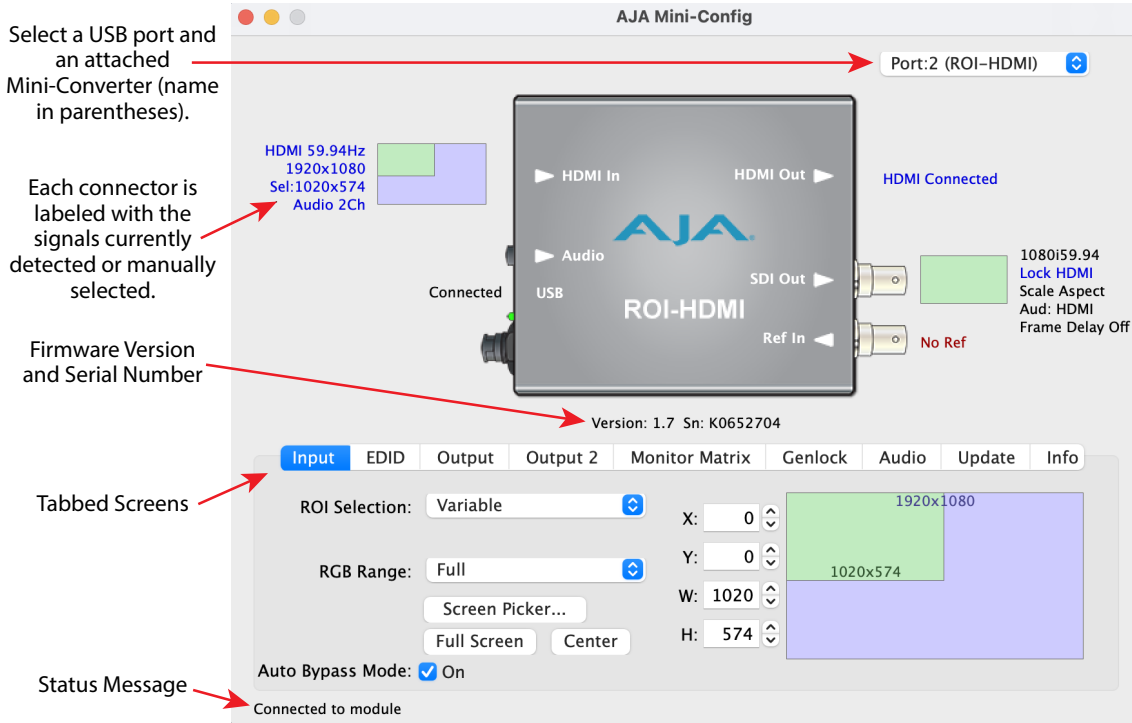 AJA Mini-Config
Select a USB port and
an attached
Mini-Converter (name
in parentheses).
Port:2 (ROI-HDMI)
HDMI 59.94Hz
1920x1080
Sel:1020x574
Audio 2Ch
Each connector is
labeled with the
signals currently
detected or manually
selected.
HDMI In
HDMI Out
HDMI Connected
AJA
Audio
Connected
USB
SDI Out
ROI-HDMI
Ref In
1080i59.94
Lock HDMI
Scale Aspect
Aud: HDMI
Frame Delay Off
No Ref
Firmware Version
and Serial Number
Version: 1.7 Sn: K0652704
Input EDID Output Output 2 Monitor Matrix Genlock Audio Update Info
Tabbed Screens
ROI Selection: Variable
RGB Range: Full
Screen Picker...
Full Screen Center
Auto Bypass Mode: On
X: 0
Y: 0
W: 1020
H: 574
1920x1080
1020x574
Status Message
Connected to module